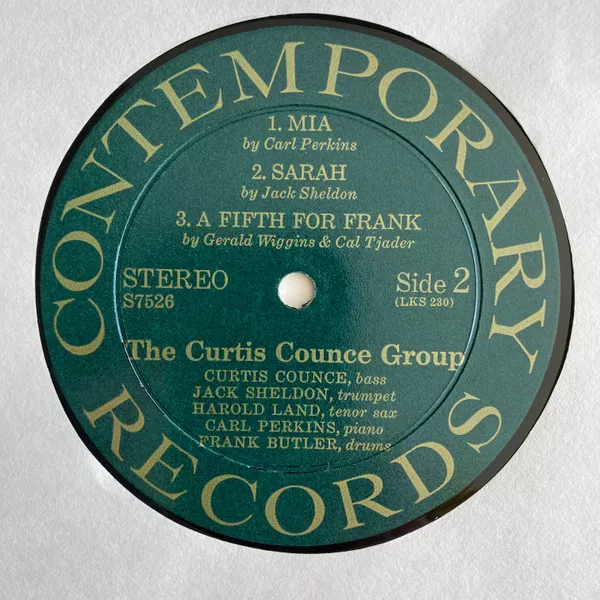 CONTEMPORARY
RECORDS
1. MIA
by Carl Perkins
2. SARAH
by Jack Sheldon
3. A FIFTH FOR FRANK
by Gerald Wiggins & Cal Tjader
STEREO
S7526
Side 2
(LKS 230)
The Curtis Counce Group
CURTIS COUNCE, bass
JACK SHELDON, trumpet
HAROLD LAND, tenor sax
CARL PERKINS, piano
FRANK BUTLER, drums